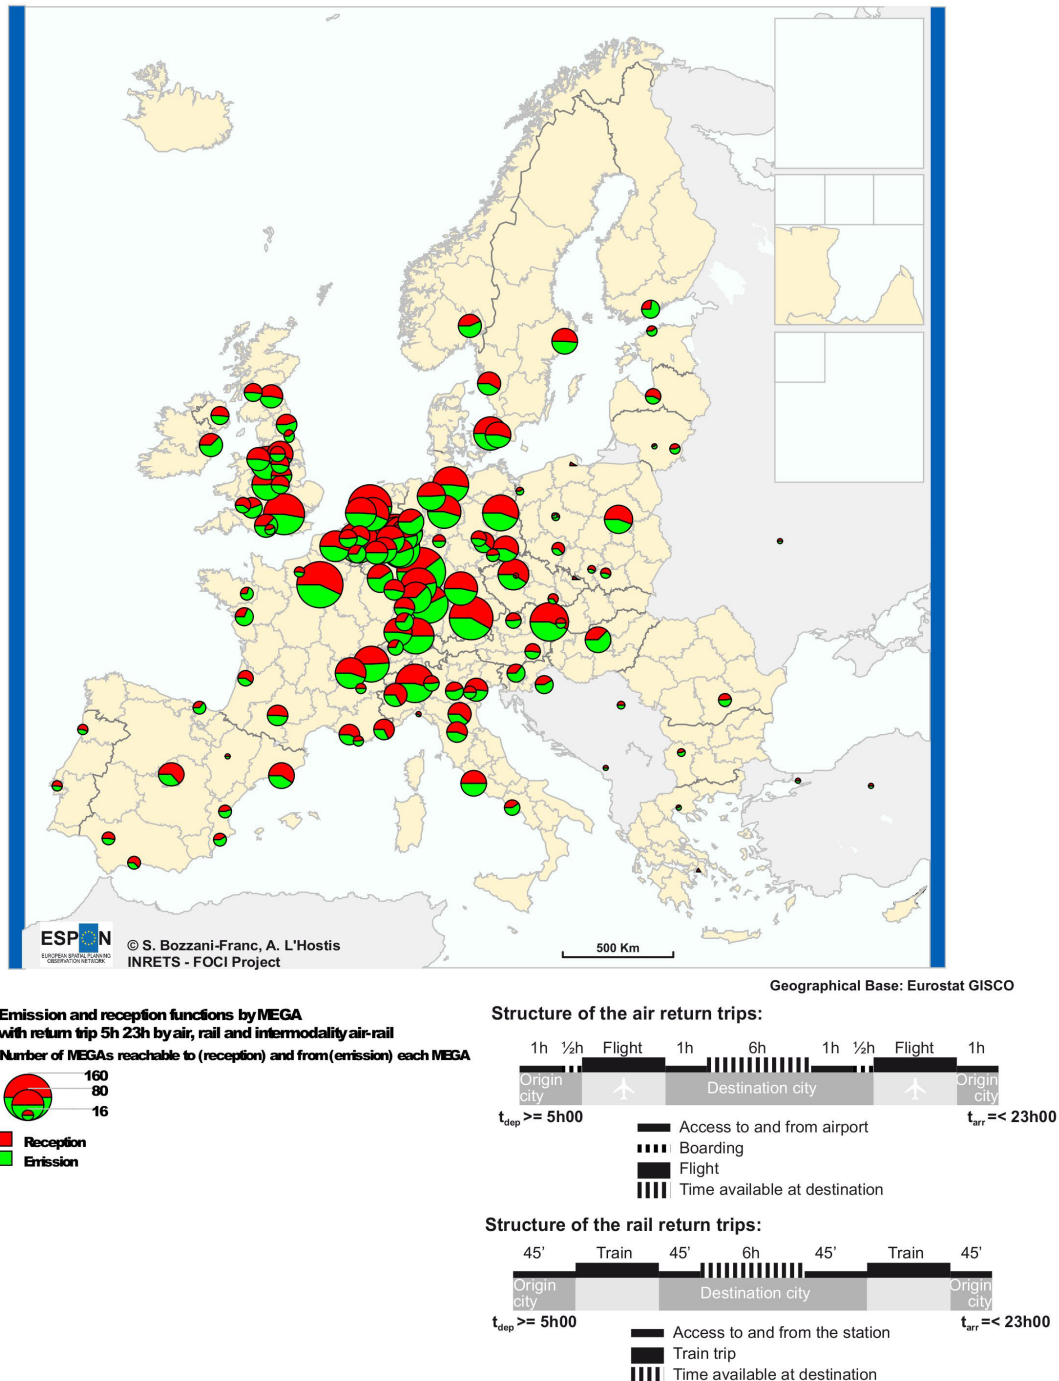 ESPON
EUROPEAN SPATIAL PLANNING
OBSERVATION NETWORK
© S. Bozzani-Franc, A. L'Hostis
INRETS - FOCI Project
500 Km
Geographical Base: Eurostat GISCO
Emission and reception functions by MEGA
with return trip 5h 23h by air, rail and intermodality air-rail
Number of MEGAs reachable to (reception) and from (emission) each MEGA
160
80
16
Reception
Emission
Structure of the air return trips:
1h ½h Flight 1h 6h 1h ½h Flight 1h
Origin city Destination city Origin city
tdep >= 5h00 tarr =< 23h00
Access to and from airport
Boarding
Flight
Time available at destination
Structure of the rail return trips:
45' Train 45' 6h 45' Train 45'
Origin city Destination city Origin city
tdep >= 5h00 tarr =< 23h00
Access to and from the station
Train trip
Time available at destination